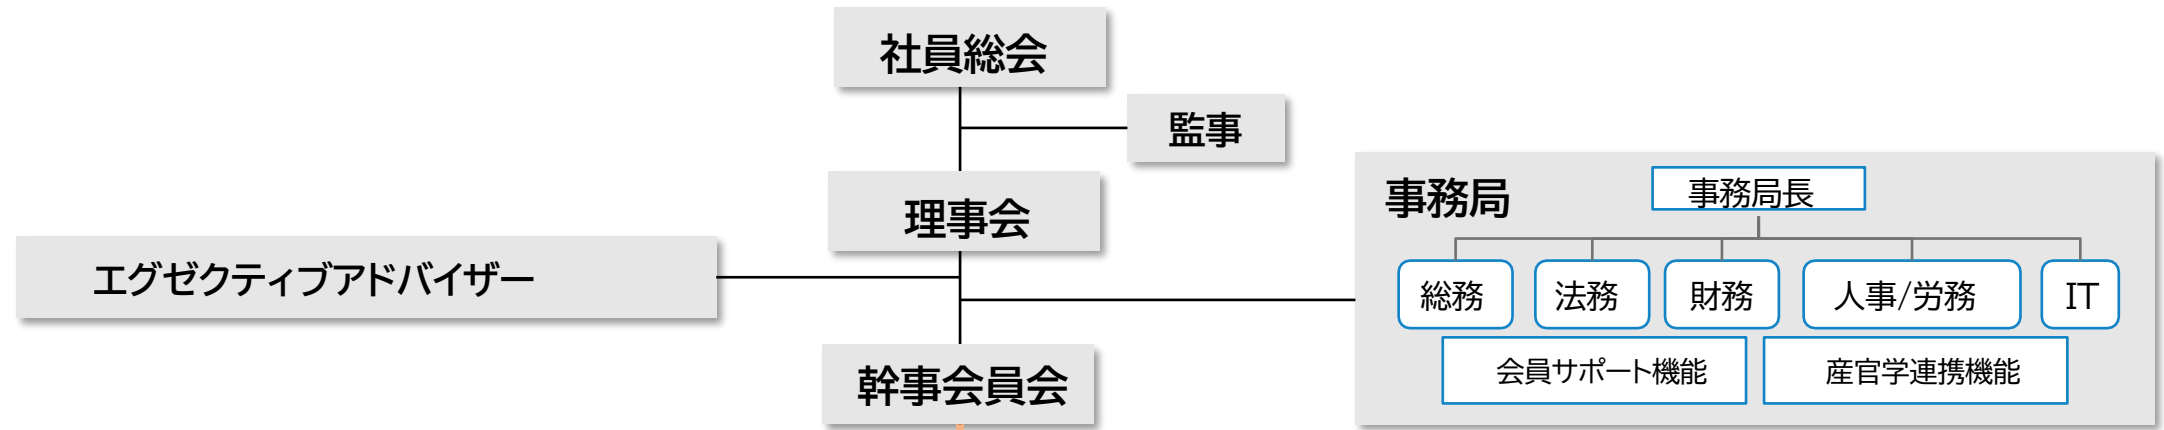 社員総会
監事
理事会
事務局
事務局長
エグゼクティブアドバイザー
総務
法務
財務
人事/労務
IT
会員サポート機能
産官学連携機能
幹事会員会